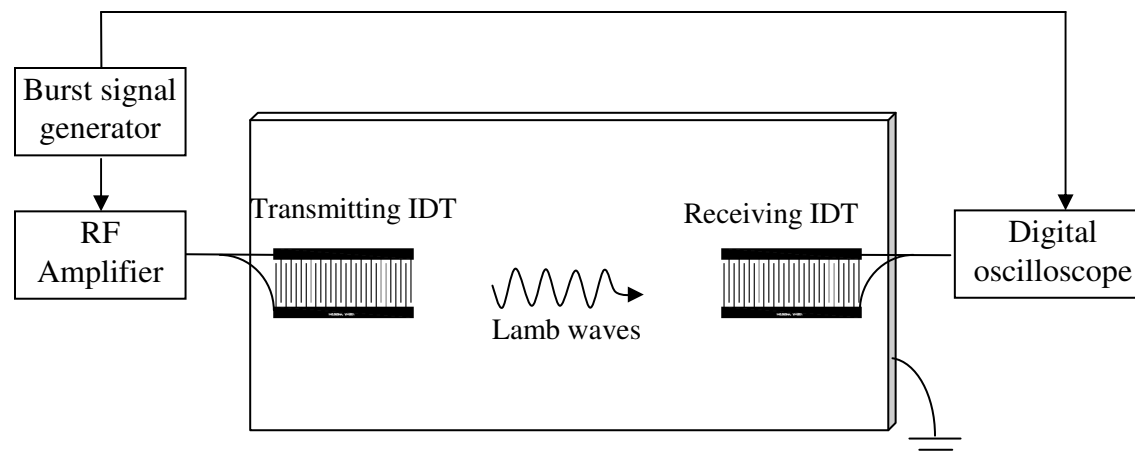 Burst signal
generator
Transmitting IDT
Receiving IDT
RF
Amplifier
Digital
oscilloscope
Lamb waves